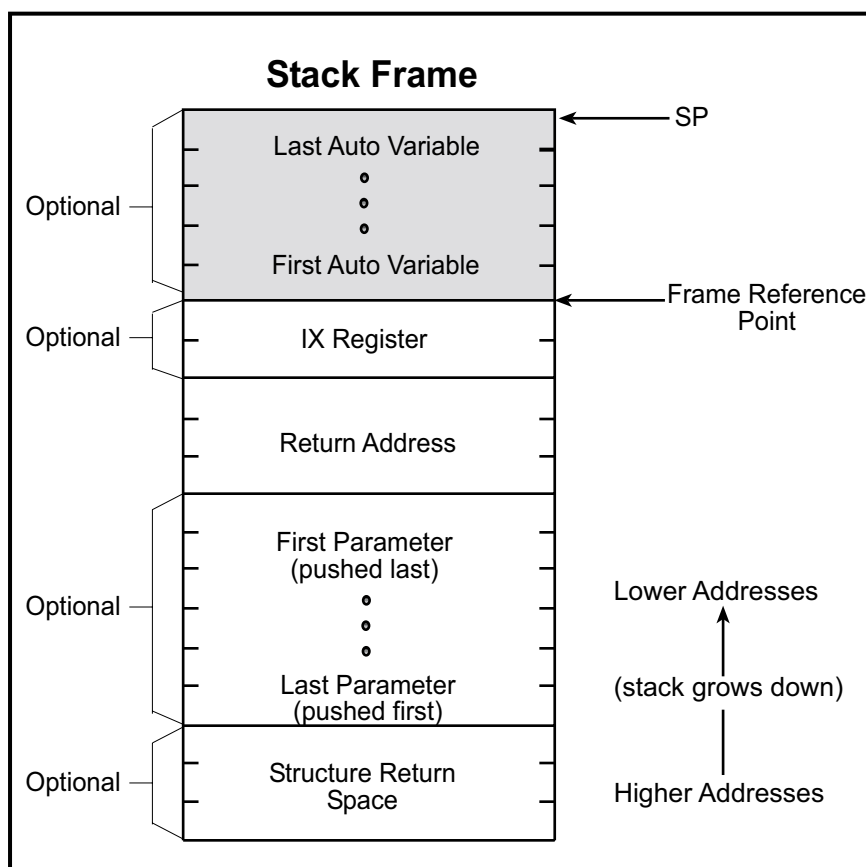 Stack Frame
SP
Last Auto Variable
Optional
First Auto Variable
Frame Reference
Point
Optional
IX Register
Return Address
First Parameter
(pushed last)
Optional
Lower Addresses
Last Parameter
(pushed first)
(stack grows down)
Optional
Structure Return
Space
Higher Addresses